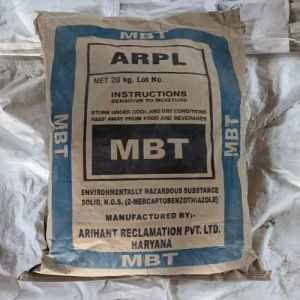 MBT
ARPL
NET 20 kg. Lot No.
INSTRUCTIONS
SENSITIVE TO MOISTURE
STORE UNDER COOL AND DRY CONDITIONS
KEEP AWAY FROM FOOD AND BEVERAGES
MBT
MBT
MBT
ENVIRONMENTALLY HAZARDOUS SUBSTANCE
SOLID, N.O.S. (2-MERCAPTOBENZOTHIAZOLE)
MANUFACTURED BY:-
ARIHANT RECLAMATION PVT. LTD.
HARYANA
MBT